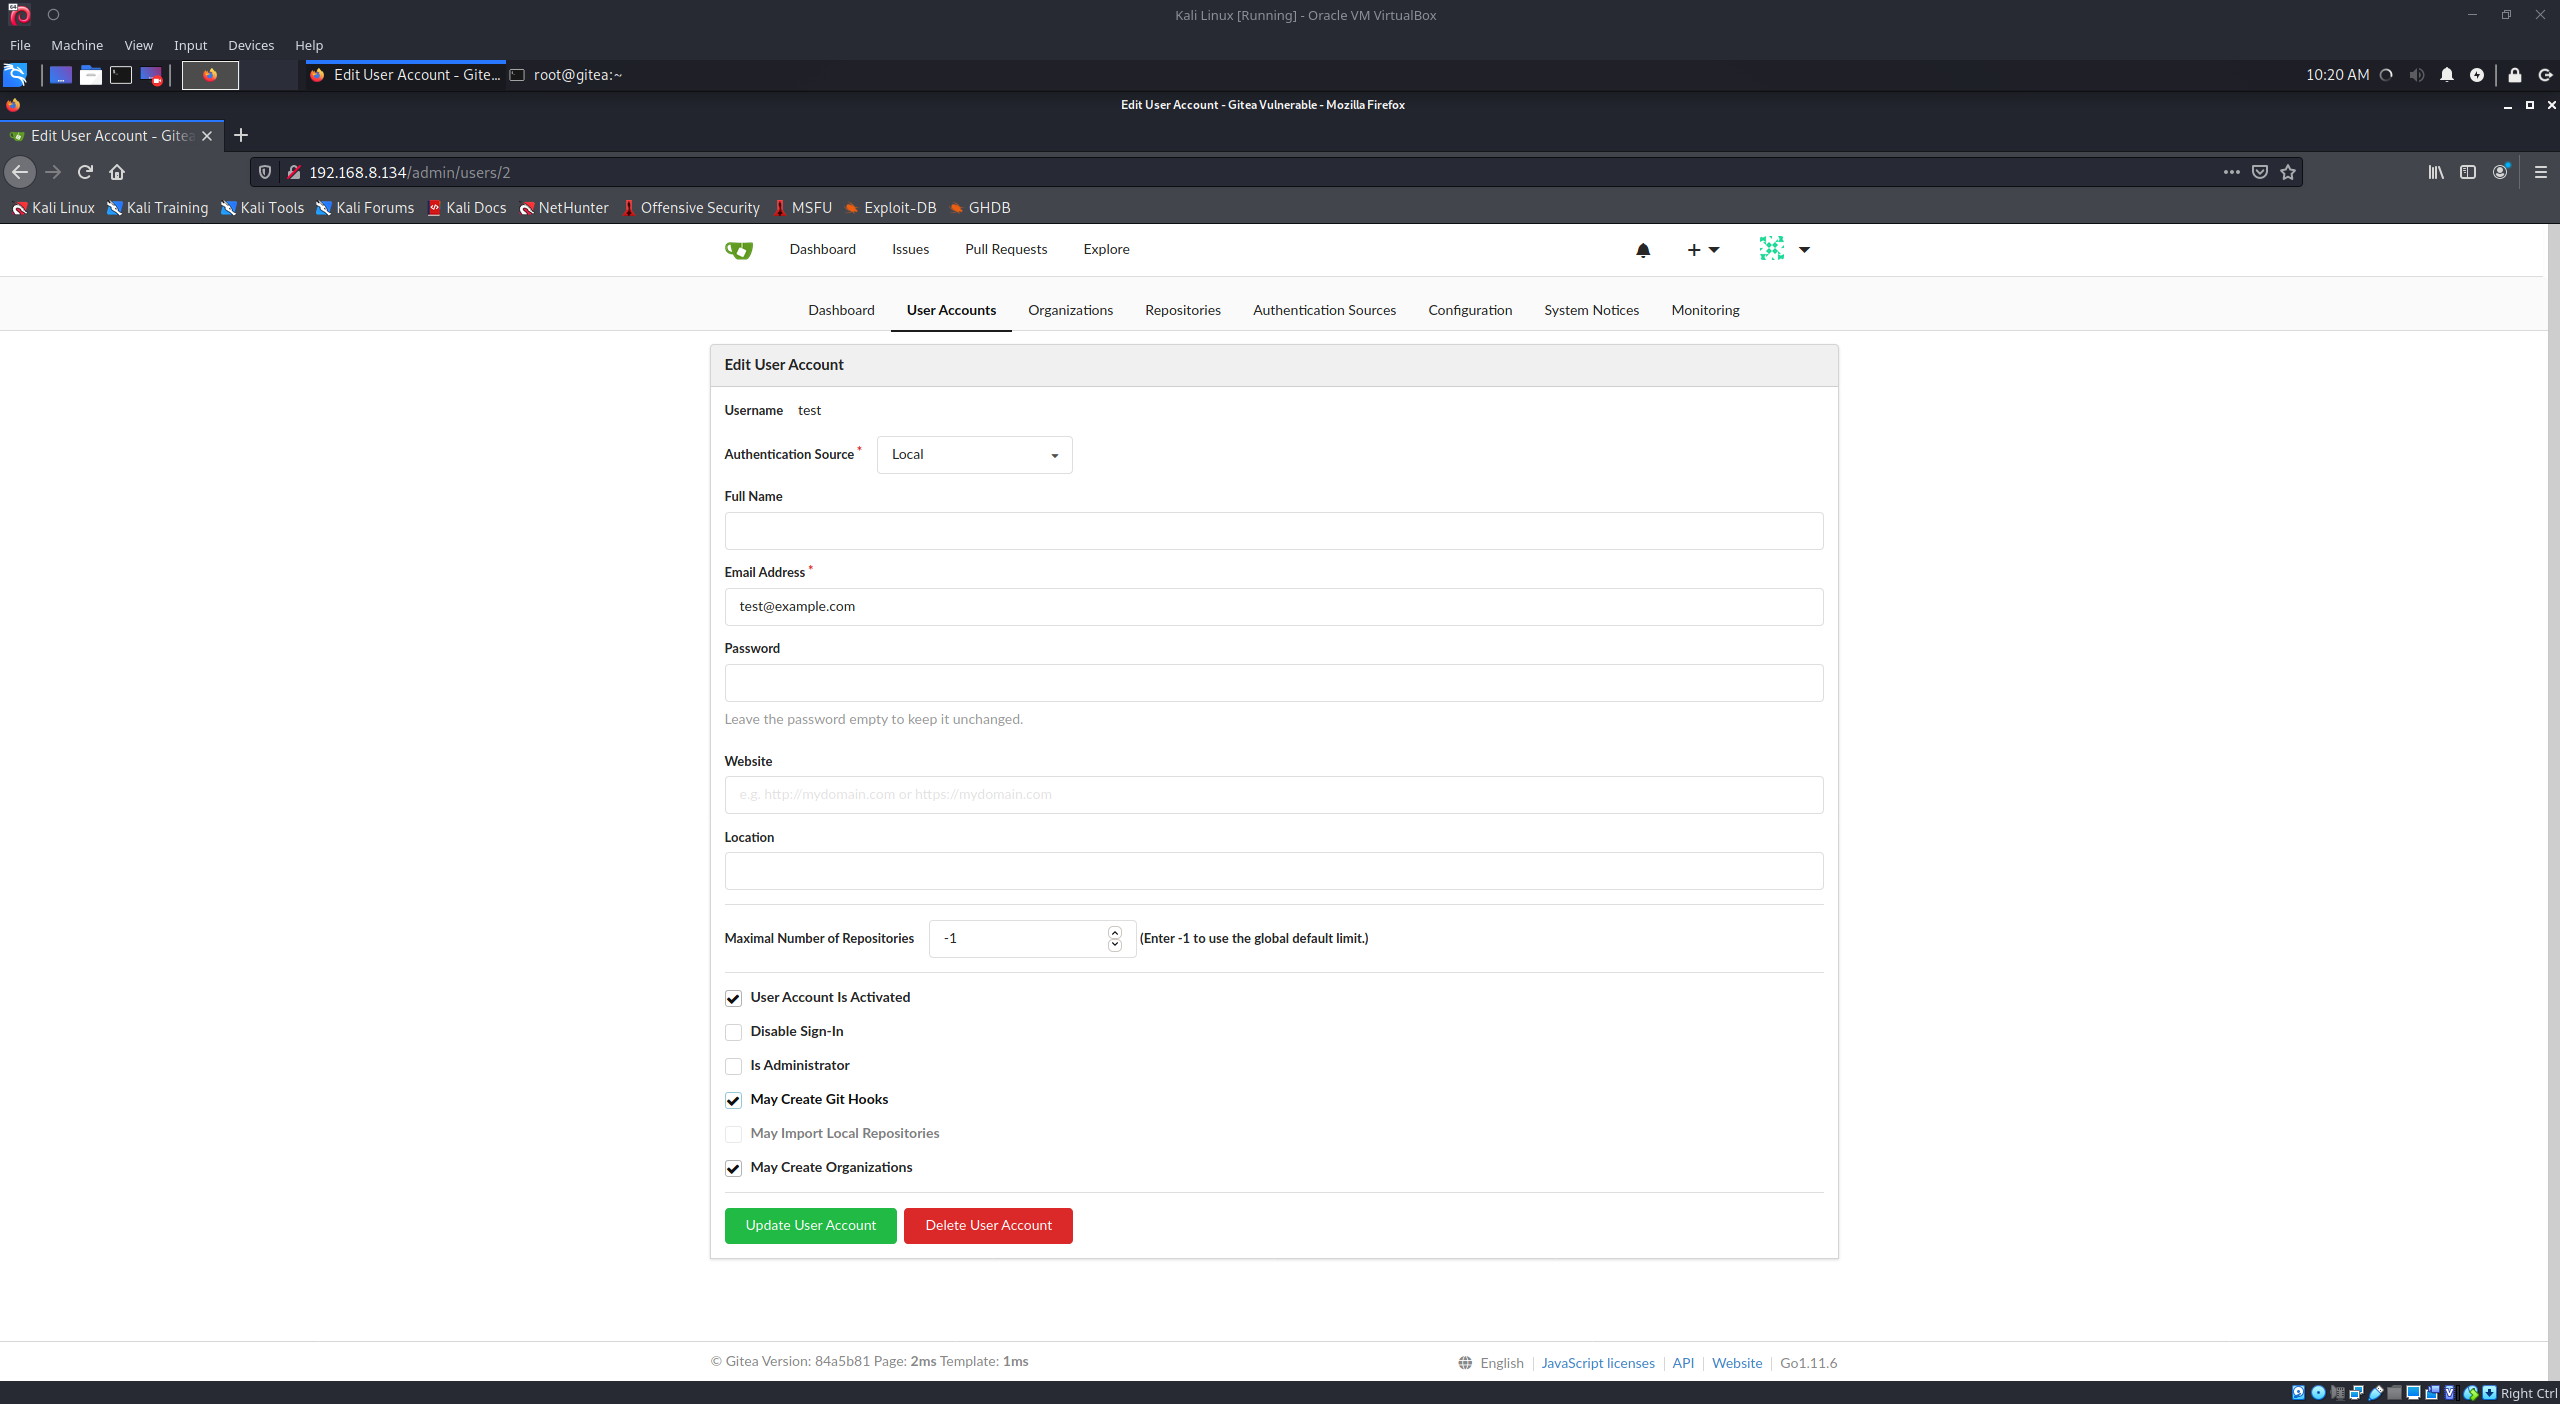 Kali Linux [Running] - Oracle VM VirtualBox
File Machine View Input Devices Help
Edit User Account - Gite... root@gitea:~ 10:20 AM
Edit User Account - Gitea Vulnerable - Mozilla Firefox
Edit User Account - Gitea
192.168.8.134/admin/users/2
Kali Linux Kali Training Kali Tools Kali Forums Kali Docs NetHunter Offensive Security MSFU Exploit-DB GHDB
Dashboard Issues Pull Requests Explore
Dashboard User Accounts Organizations Repositories Authentication Sources Configuration System Notices Monitoring
Edit User Account
Username test
Authentication Source * Local
Full Name
Email Address *
test@example.com
Password
Leave the password empty to keep it unchanged.
Website
e.g. http://mydomain.com or https://mydomain.com
Location
Maximal Number of Repositories -1 (Enter -1 to use the global default limit.)
User Account Is Activated
Disable Sign-In
Is Administrator
May Create Git Hooks
May Import Local Repositories
May Create Organizations
Update User Account Delete User Account
© Gitea Version: 84a5b81 Page: 2ms Template: 1ms English JavaScript licenses API Website Go1.11.6
Right Ctrl